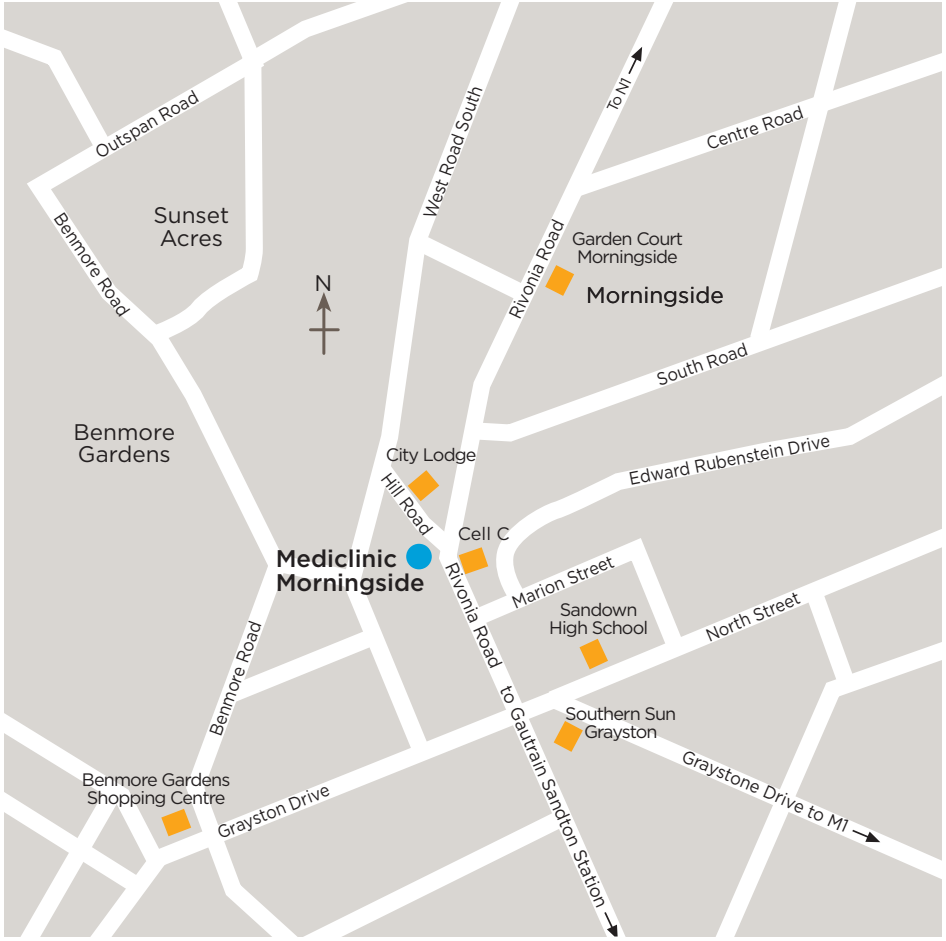 Outspan Road
West Road South
To N1
Centre Road
Sunset
Acres
Benmore Road
Rivonia Road
Garden Court
Morningside
Morningside
N
South Road
Benmore
Gardens
Edward Rubenstein Drive
City Lodge
Hill Road
Cell C
Mediclinic
Morningside
Rivonia Road
Marion Street
Sandown
High School
North Street
Benmore Road
to Gautrain Sandton Station
Southern Sun
Grayston
Graystone Drive to M1
Benmore Gardens
Shopping Centre
Grayston Drive